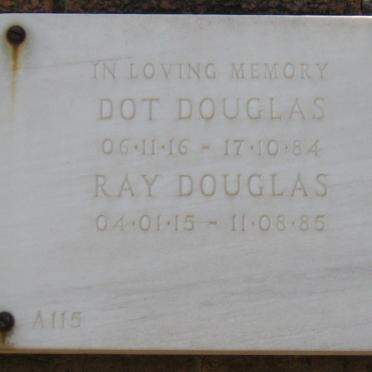 IN LOVING MEMORY
DOT DOUGLAS
06·11·16 - 17·10·84
RAY DOUGLAS
04·01·15 - 11·08·85
A115